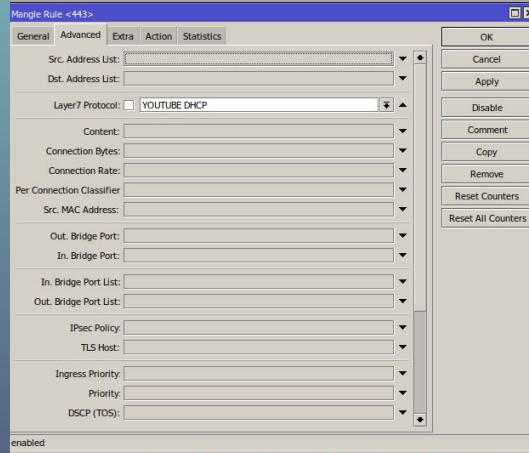 Mangle Rule <443>
General Advanced Extra Action Statistics
Src. Address List:
Dst. Address List:
Layer7 Protocol: YOUTUBE DHCP
Content:
Connection Bytes:
Connection Rate:
Per Connection Classifier
Src. MAC Address:
Out. Bridge Port:
In. Bridge Port:
In. Bridge Port List:
Out. Bridge Port List:
IPsec Policy:
TLS Host:
Ingress Priority:
Priority:
DSCP (TOS):
enabled
OK
Cancel
Apply
Disable
Comment
Copy
Remove
Reset Counters
Reset All Counters